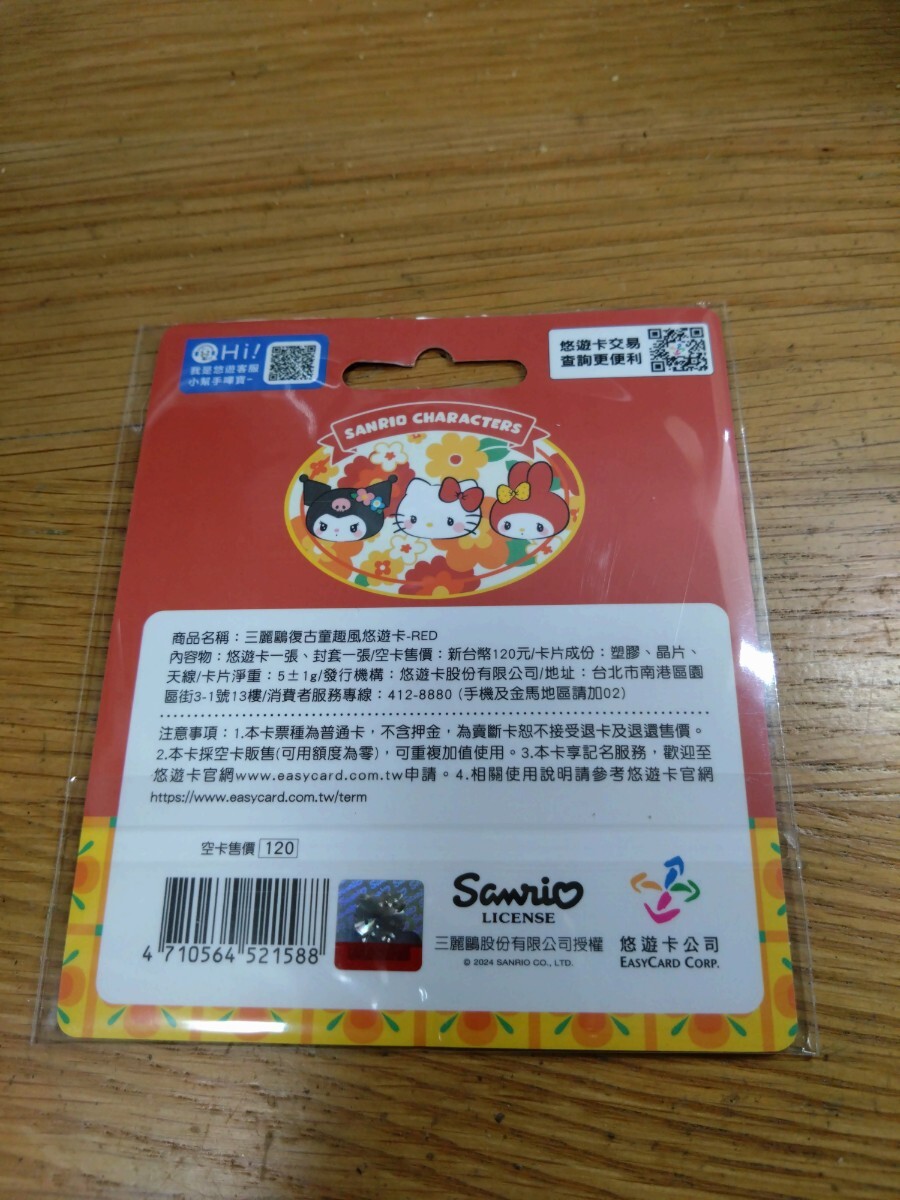 Hi!
我是悠遊客服
小幫手嗶寶~
悠遊卡交易
查詢更便利
SANRIO CHARACTERS
商品名稱：三麗鷗復古童趣風悠遊卡-RED
內容物：悠遊卡一張、封套一張/空卡售價：新台幣120元/卡片成份：塑膠、晶片、
天線/卡片淨重：5±1g/發行機構：悠遊卡股份有限公司/地址：台北市南港區園
區街3-1號13樓/消費者服務專線：412-8880 (手機及金馬地區請加02)
注意事項：1.本卡票種為普通卡，不含押金，為賣斷卡恕不接受退卡及退還售價。
2.本卡採空卡販售(可用額度為零)，可重複加值使用。3.本卡享記名服務，歡迎至
悠遊卡官網www.easycard.com.tw申請。4.相關使用說明請參考悠遊卡官網
https://www.easycard.com.tw/term
空卡售價 120
4 710564 521588
Sanrio
LICENSE
三麗鷗股份有限公司授權
© 2024 SANRIO CO., LTD.
悠遊卡公司
EASYCARD CORP.